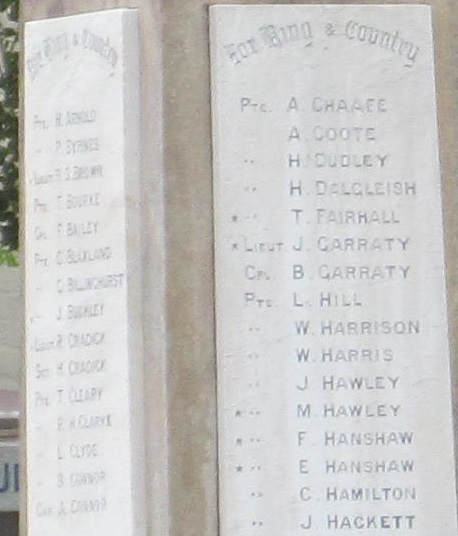 For King & Country
Pte. H. ARNOLD
" P. BYRNES
* Lieut R. S. BROWN
Pte. T. BOURKE
Cpl. F. BAILEY
Pte. C. BLAXLAND
" C. BILLINGHURST
" J. BUCKLEY
* Lieut R. CRADICK
Sgt. H. CRADICK
Pte. T. CLEARY
" R. H. CLARKE
" L. CLYDE
" B. CONNOR
A. CONNOR
For King & Country
Pte. A. CHAAFE
A. COOTE
" H. DUDLEY
" H. DALGLEISH
* " T. FAIRHALL
* Lieut. J. GARRATY
Cpl. B. GARRATY
Pte. L. HILL
" W. HARRISON
" W. HARRIS
" J. HAWLEY
* " M. HAWLEY
* " F. HANSHAW
* " E. HANSHAW
" C. HAMILTON
" J. HACKETT